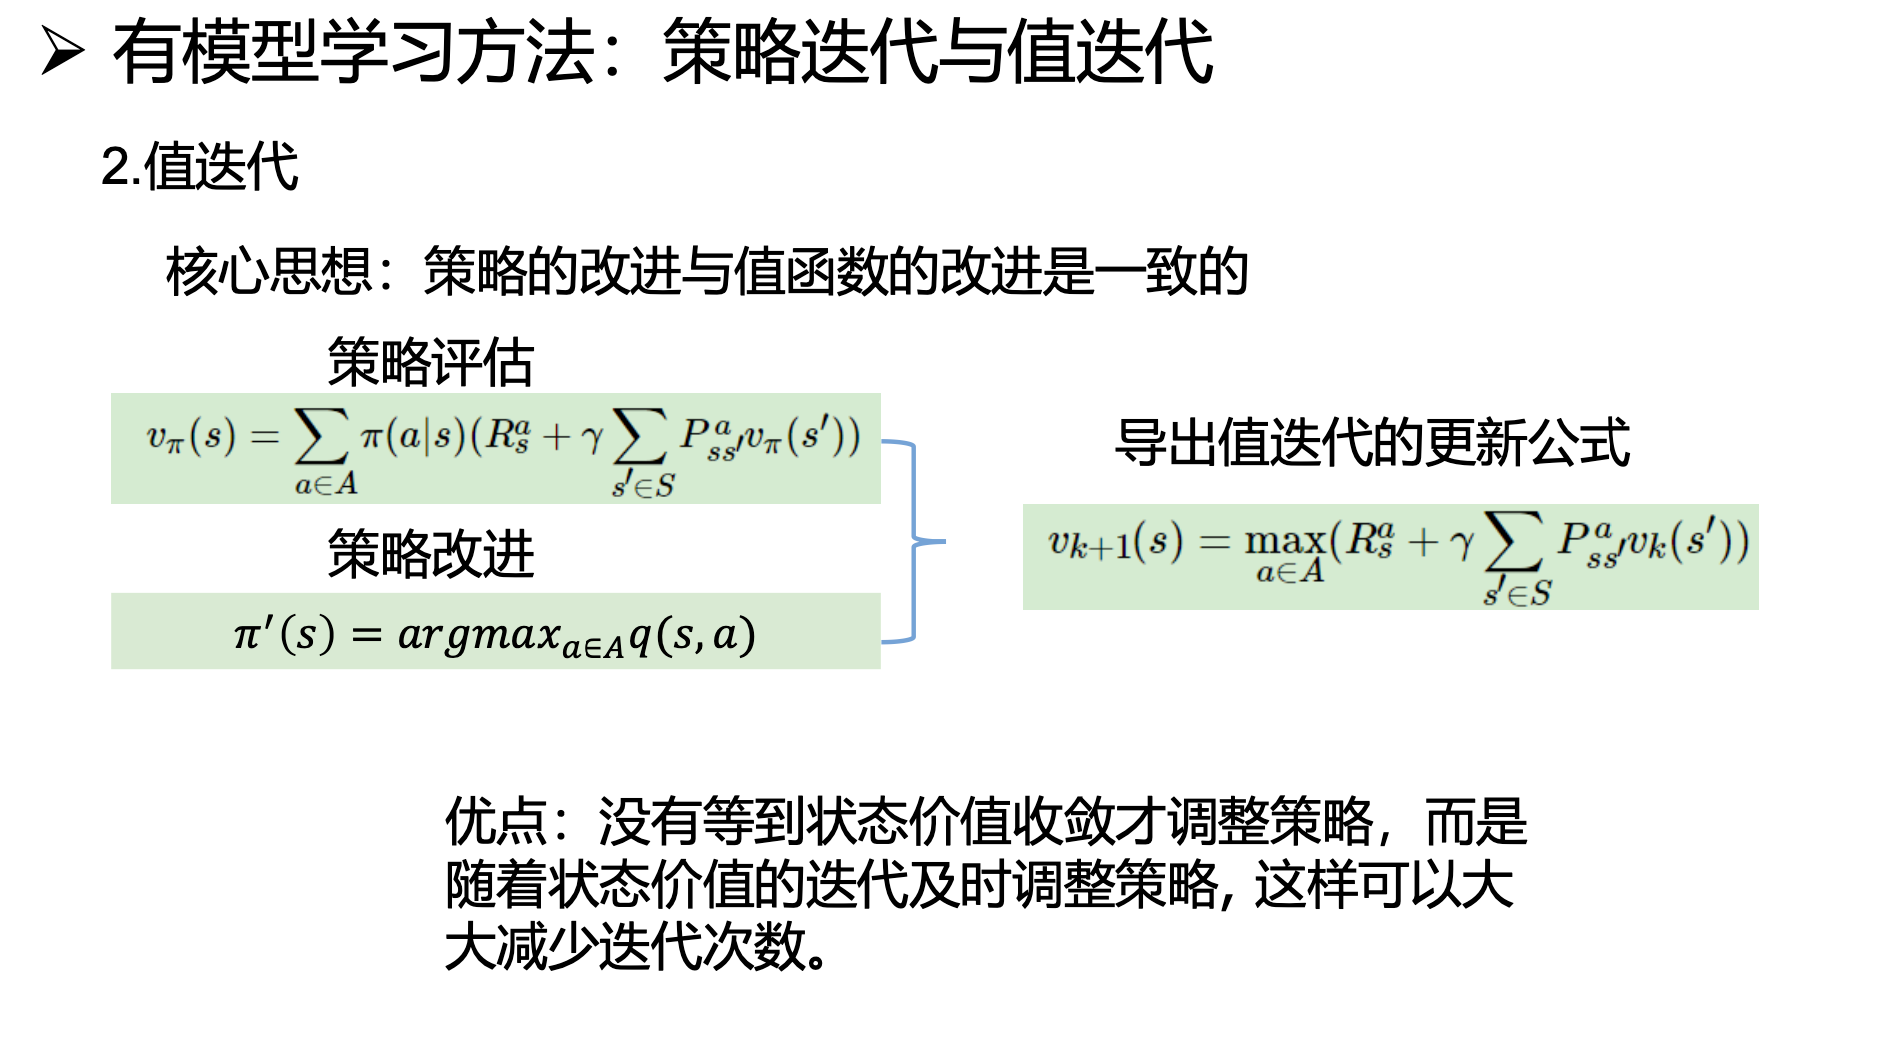 ➢ 有模型学习方法：策略迭代与值迭代
2.值迭代
核心思想：策略的改进与值函数的改进是一致的
策略评估
$v_\pi(s) = \sum_{a \in A} \pi(a|s)(R_s^a + \gamma \sum_{s' \in S} P_{ss'}^a v_\pi(s'))$
策略改进
$\pi'(s) = argmax_{a \in A} q(s, a)$
导出值迭代的更新公式
$v_{k+1}(s) = \max_{a \in A}(R_s^a + \gamma \sum_{s' \in S} P_{ss'}^a v_k(s'))$
优点：没有等到状态价值收敛才调整策略，而是
随着状态价值的迭代及时调整策略, 这样可以大
大减少迭代次数。